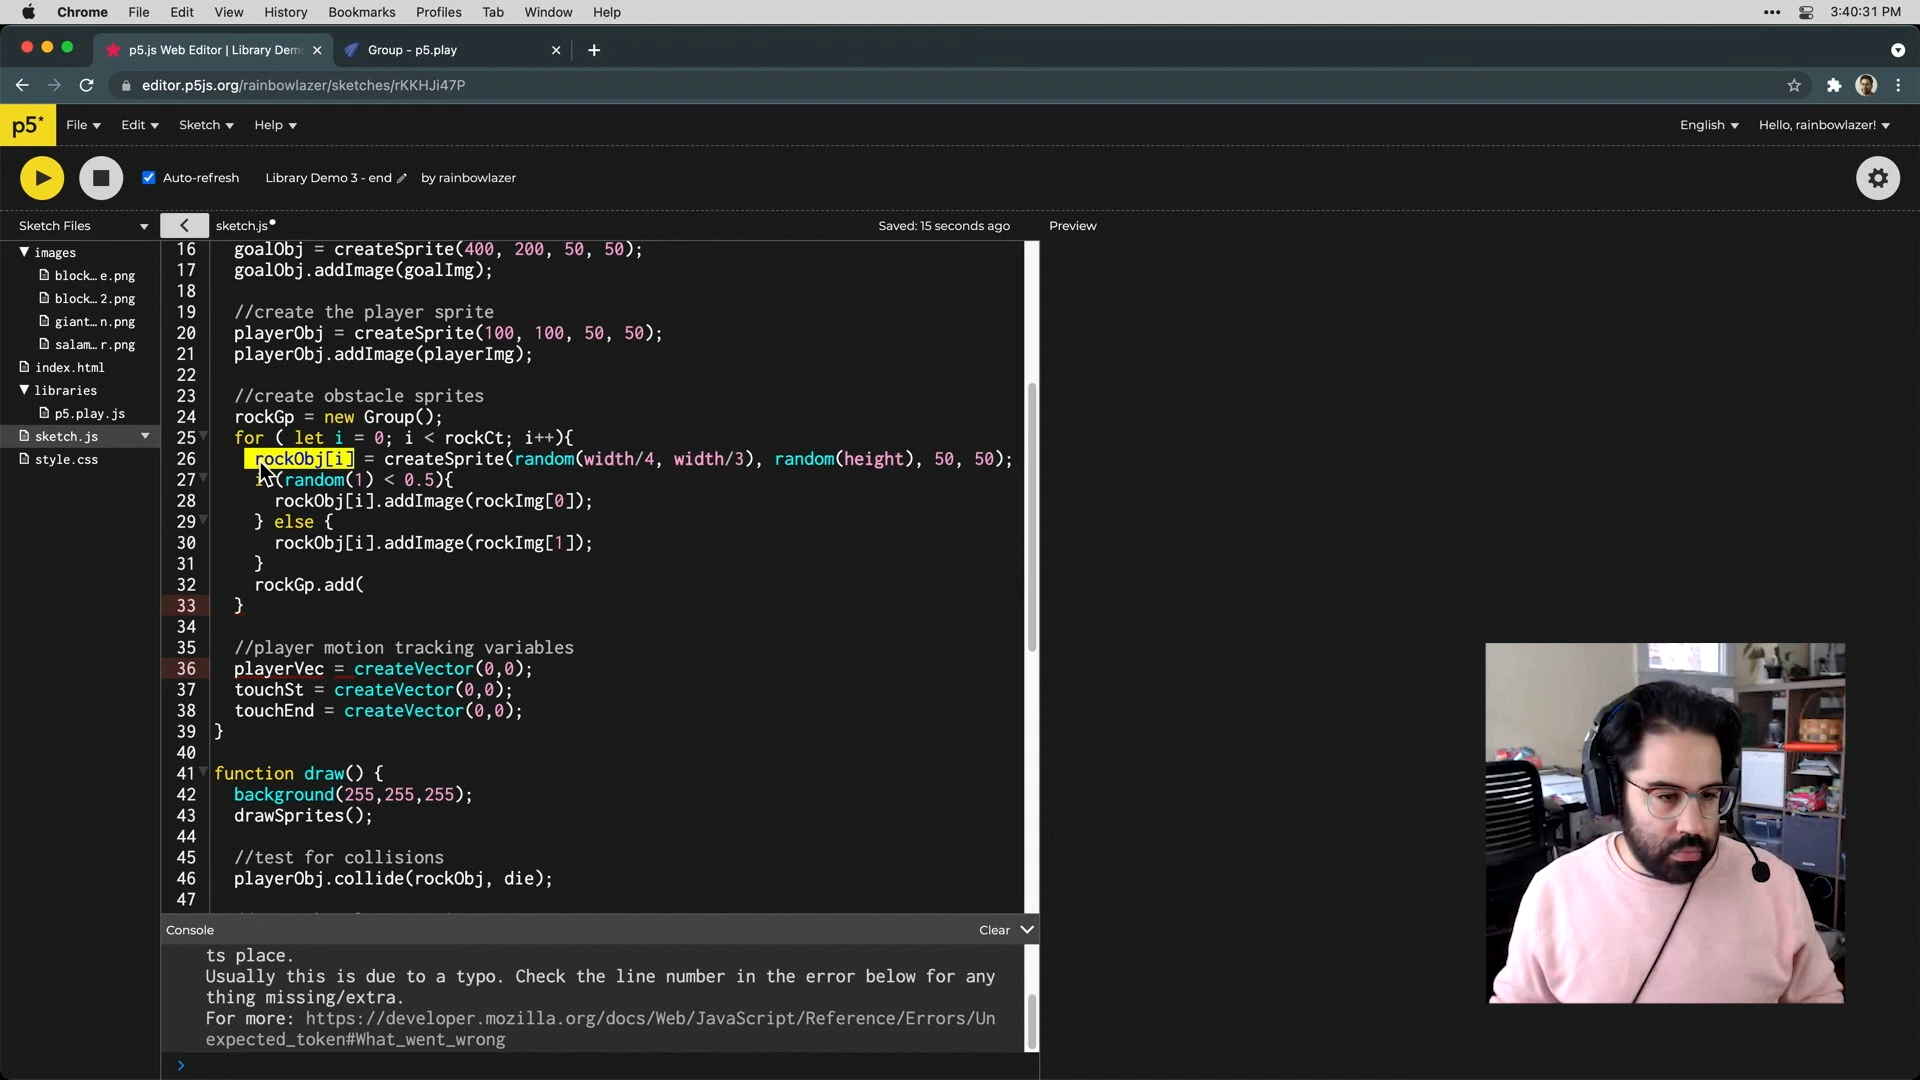 Chrome File Edit View History Bookmarks Profiles Tab Window Help 3:40:31 PM
p5.js Web Editor | Library Dem Group - p5.play
editor.p5js.org/rainbowlazer/sketches/rKKHJi47P
p5* File Edit Sketch Help English Hello, rainbowlazer!
Auto-refresh Library Demo 3 - end by rainbowlazer
Sketch Files sketch.js Saved: 15 seconds ago Preview
images
block...e.png
block...2.png
giant...n.png
salam...r.png
index.html
libraries
p5.play.js
sketch.js
style.css
16 goalObj = createSprite(400, 200, 50, 50);
17 goalObj.addImage(goalImg);
18
19 //create the player sprite
20 playerObj = createSprite(100, 100, 50, 50);
21 playerObj.addImage(playerImg);
22
23 //create obstacle sprites
24 rockGp = new Group();
25 for ( let i = 0; i < rockCt; i++){
26 rockObj[i] = createSprite(random(width/4, width/3), random(height), 50, 50);
27 i (random(1) < 0.5){
28 rockObj[i].addImage(rockImg[0]);
29 } else {
30 rockObj[i].addImage(rockImg[1]);
31 }
32 rockGp.add(
33 }
34
35 //player motion tracking variables
36 playerVec = createVector(0,0);
37 touchSt = createVector(0,0);
38 touchEnd = createVector(0,0);
39 }
40
41 function draw() {
42 background(255,255,255);
43 drawSprites();
44
45 //test for collisions
46 playerObj.collide(rockObj, die);
47
Console Clear
ts place.
Usually this is due to a typo. Check the line number in the error below for any
thing missing/extra.
For more: https://developer.mozilla.org/docs/Web/JavaScript/Reference/Errors/Un
expected_token#What_went_wrong
>